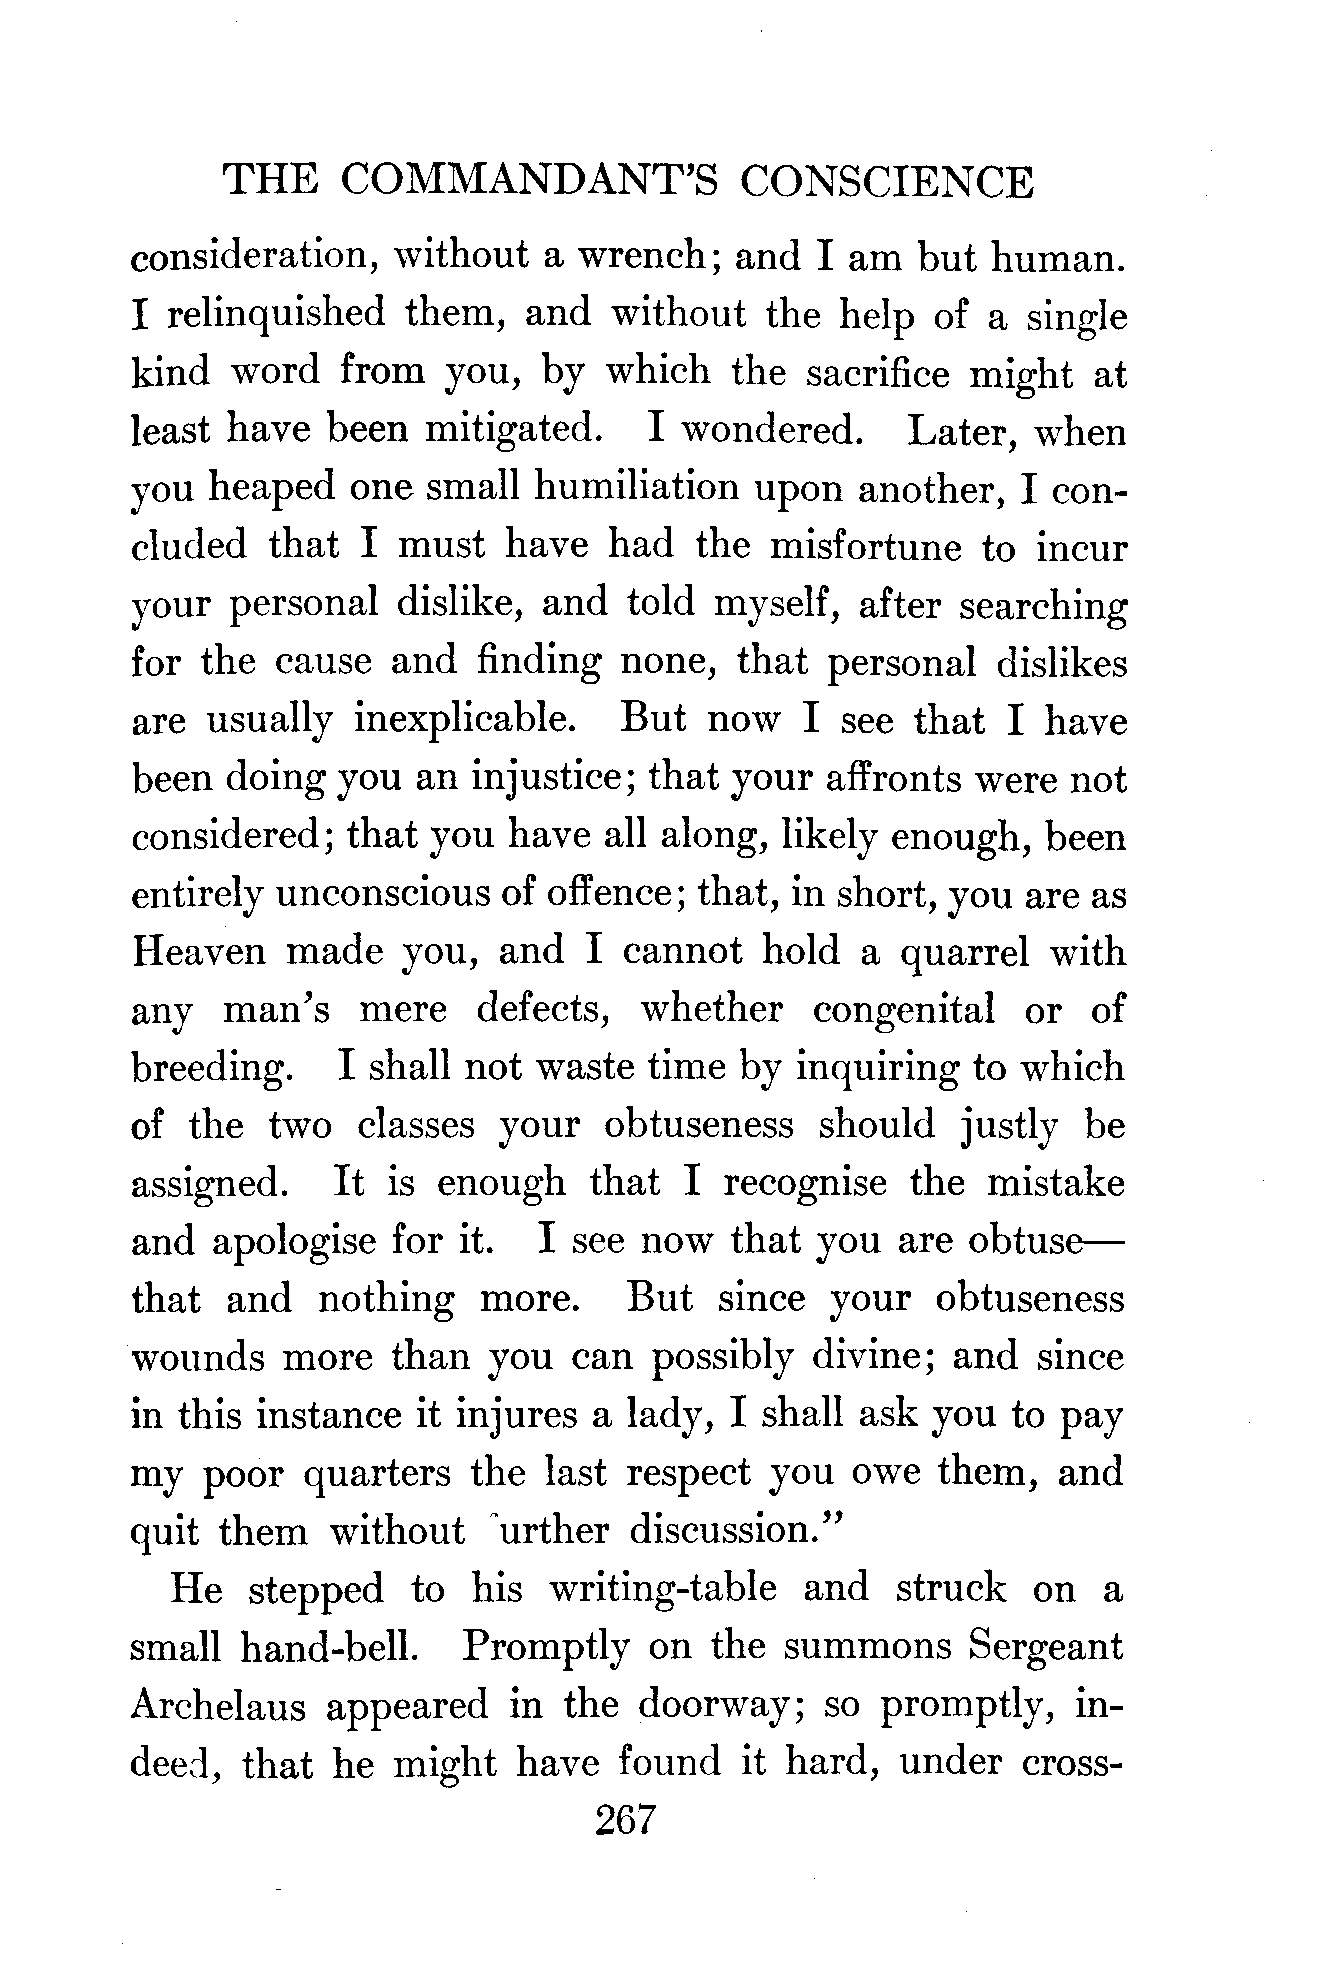 THE COMMANDANT'S CONSCIENCE
consideration, without a wrench; and I am but human.
I relinquished them, and without the help of a single
kind word from you, by which the sacrifice might at
least have been mitigated. I wondered. Later, when
you heaped one small humiliation upon another, I con-
cluded that I must have had the misfortune to incur
your personal dislike, and told myself, after searching
for the cause and finding none, that personal dislikes
are usually inexplicable. But now I see that I have
been doing you an injustice; that your affronts were not
considered; that you have all along, likely enough, been
entirely unconscious of offence; that, in short, you are as
Heaven made you, and I cannot hold a quarrel with
any man's mere defects, whether congenital or of
breeding. I shall not waste time by inquiring to which
of the two classes your obtuseness should justly be
assigned. It is enough that I recognise the mistake
and apologise for it. I see now that you are obtuse—
that and nothing more. But since your obtuseness
wounds more than you can possibly divine; and since
in this instance it injures a lady, I shall ask you to pay
my poor quarters the last respect you owe them, and
quit them without further discussion."
He stepped to his writing-table and struck on a
small hand-bell. Promptly on the summons Sergeant
Archelaus appeared in the doorway; so promptly, in-
deed, that he might have found it hard, under cross-
267